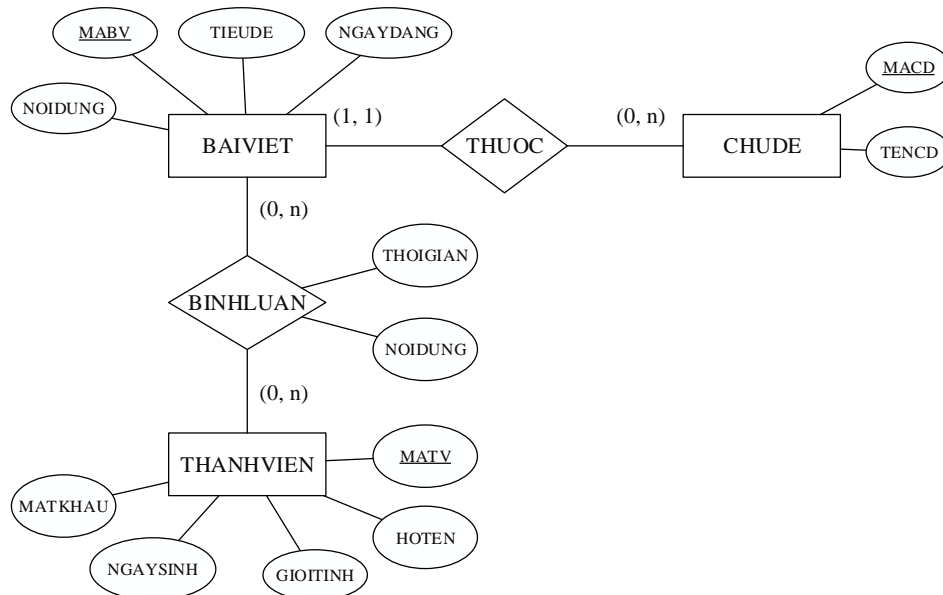 MABV
TIEUDE
NGAYDANG
MACD
NOIDUNG
(1, 1)
(0, n)
BAIVIET
THUOC
CHUDE
TENCD
(0, n)
THOIGIAN
BINHLUAN
NOIDUNG
(0, n)
THANHVIEN
MATV
MATKHAU
HOTEN
NGAYSINH
GIOITINH